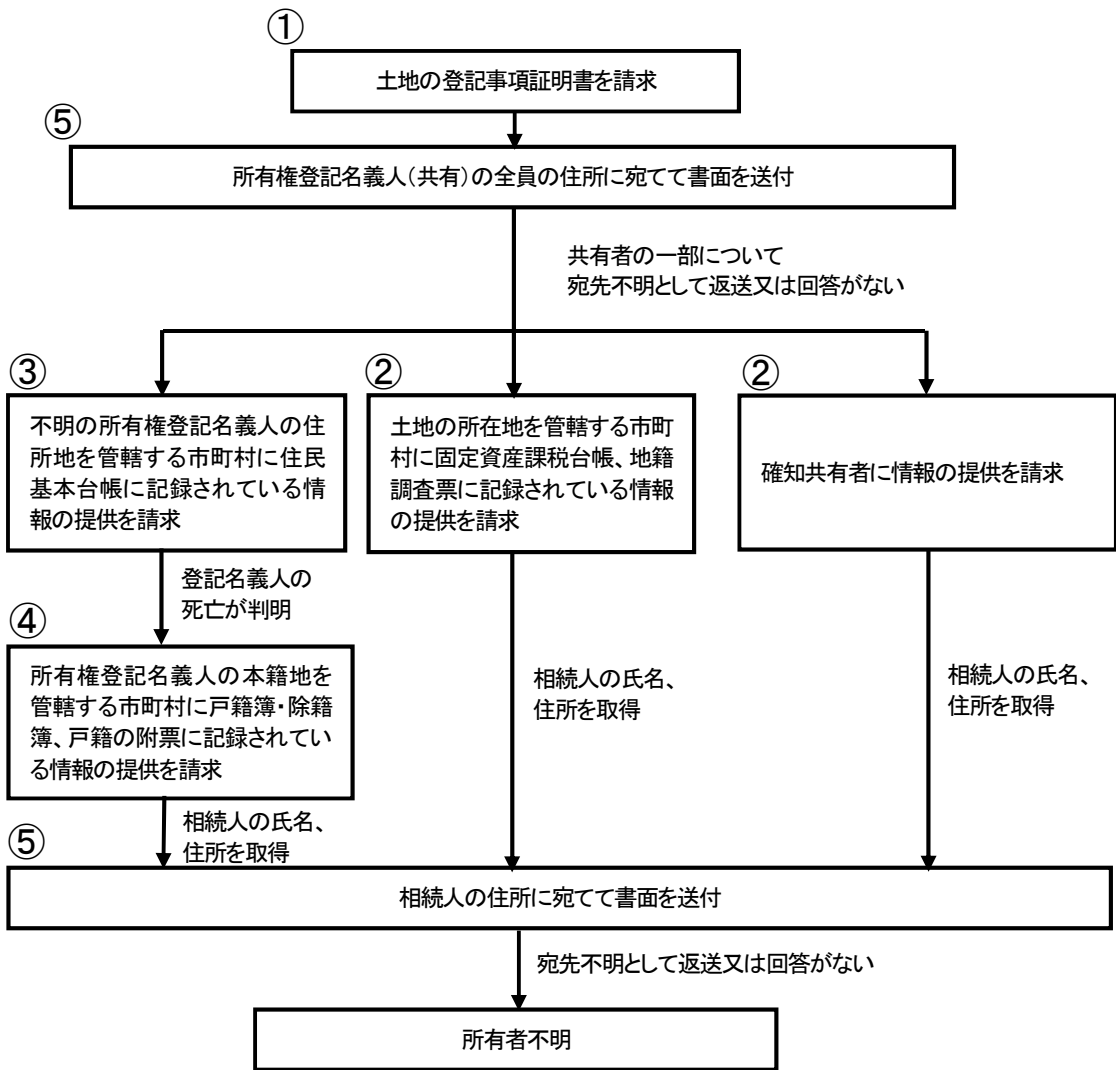 ①
土地の登記事項証明書を請求
⑤
所有権登記名義人(共有)の全員の住所に宛てて書面を送付
共有者の一部について
宛先不明として返送又は回答がない
③
不明の所有権登記名義人の住
所地を管轄する市町村に住民
基本台帳に記録されている情
報の提供を請求
②
土地の所在地を管轄する市町
村に固定資産課税台帳、地籍
調査票に記録されている情報
の提供を請求
②
確知共有者に情報の提供を請求
登記名義人の
死亡が判明
④
所有権登記名義人の本籍地を
管轄する市町村に戸籍簿・除籍
簿、戸籍の附票に記録されてい
る情報の提供を請求
相続人の氏名、
住所を取得
相続人の氏名、
住所を取得
相続人の氏名、
住所を取得
⑤
相続人の住所に宛てて書面を送付
宛先不明として返送又は回答がない
所有者不明